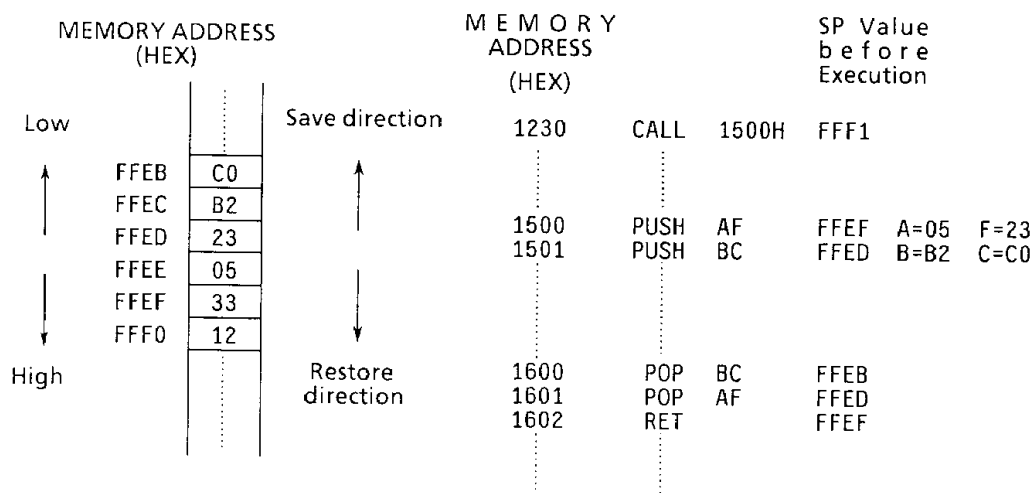 MEMORY ADDRESS
(HEX)
Low
Save direction
FFEB C0
FFEC B2
FFED 23
FFEE 05
FFEF 33
FFF0 12
High
Restore
direction
MEMORY
ADDRESS
(HEX)
SP Value
before
Execution
1230 CALL 1500H FFF1
1500 PUSH AF FFEF A=05 F=23
1501 PUSH BC FFED B=B2 C=C0
1600 POP BC FFEB
1601 POP AF FFED
1602 RET FFEF